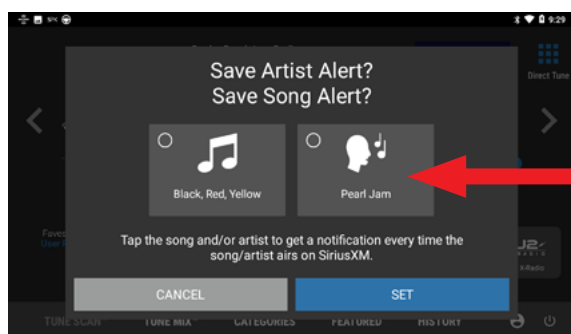 9:29
Save Artist Alert?
Save Song Alert?
Direct Tune
Black, Red, Yellow
Pearl Jam
Faves
Tap the song and/or artist to get a notification every time the
song/artist airs on SiriusXM.
X-Radio
CANCEL
SET
TUNE SCAN
TUNE MIX
CATEGORIES
FEATURED
HISTORY